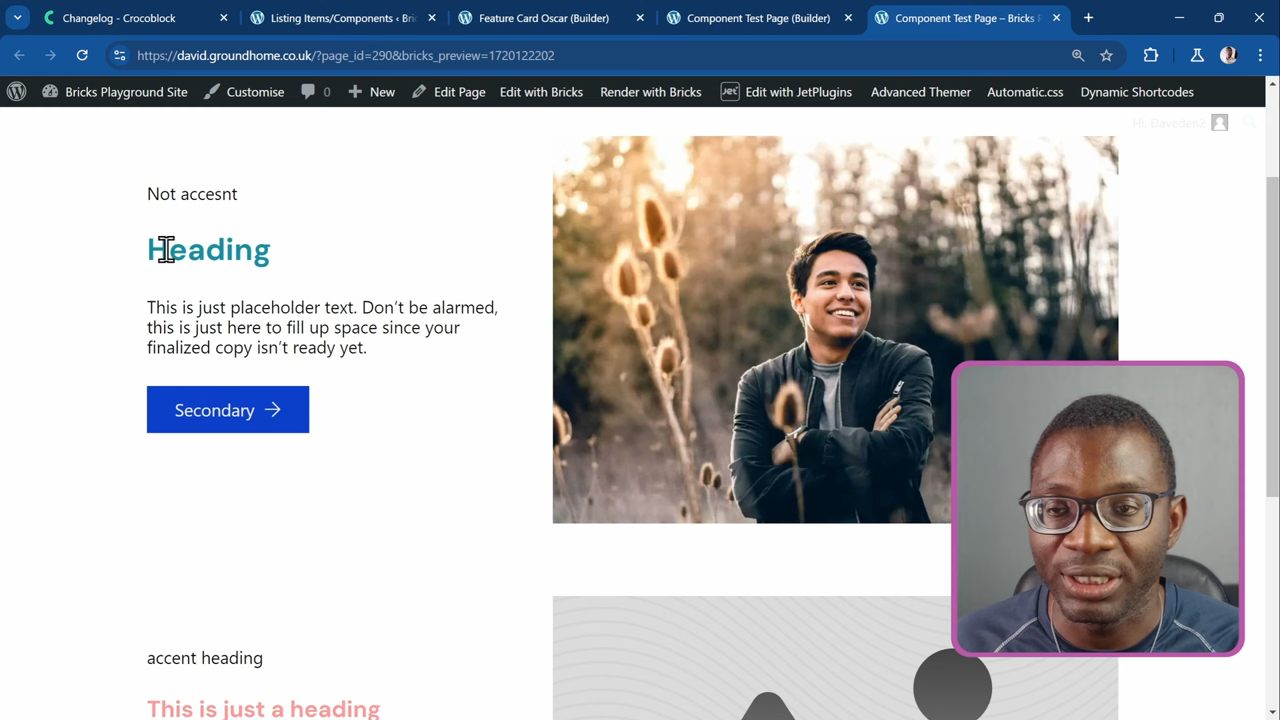 Changelog - Crocoblock
Listing Items/Components ‹ Bric
Feature Card Oscar (Builder)
Component Test Page (Builder)
Component Test Page – Bricks P
https://david.groundhome.co.uk/?page_id=290&bricks_preview=1720122202
Bricks Playground Site
Customise
0
New
Edit Page
Edit with Bricks
Render with Bricks
Jet
Edit with JetPlugins
Advanced Themer
Automatic.css
Dynamic Shortcodes
Hi, Daveden2
Not accesnt
Heading
This is just placeholder text. Don’t be alarmed,
this is just here to fill up space since your
finalized copy isn’t ready yet.
Secondary
accent heading
This is just a heading